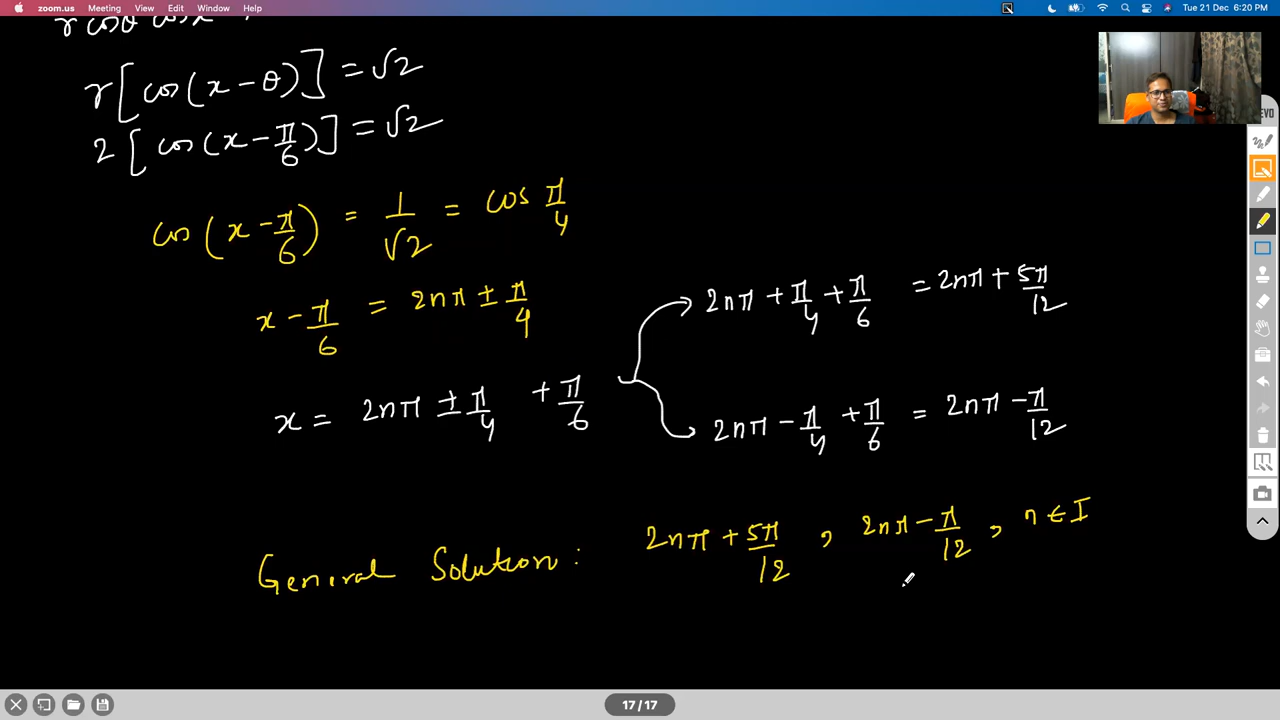 zoom.us Meeting View Edit Window Help Tue 21 Dec 6:20 PM
r cosθ cosx
r[cos(x-θ)] = √2
2[cos(x-π/6)] = √2
cos(x-π/6) = 1/√2 = cos π/4
x-π/6 = 2nπ ± π/4
x = 2nπ ± π/4 + π/6
2nπ + π/4 + π/6 = 2nπ + 5π/12
2nπ - π/4 + π/6 = 2nπ - π/12
General Solution: 2nπ + 5π/12 , 2nπ - π/12 , n ∈ I
17/17